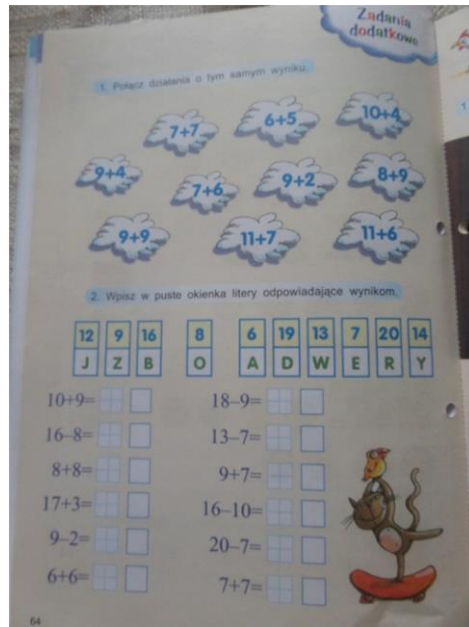 Zadania
dodatkowe
1. Połącz działania o tym samym wyniku.
7+7 6+5 10+4
9+4 7+6 9+2 8+9
9+9 11+7 11+6
2. Wpisz w puste okienka litery odpowiadające wynikom.
12 9 16 8 6 19 13 7 20 14
J Z B O A D W E R Y
10+9= 18–9=
16–8= 13–7=
8+8= 9+7=
17+3= 16–10=
9–2= 20–7=
6+6= 7+7=
64
1.